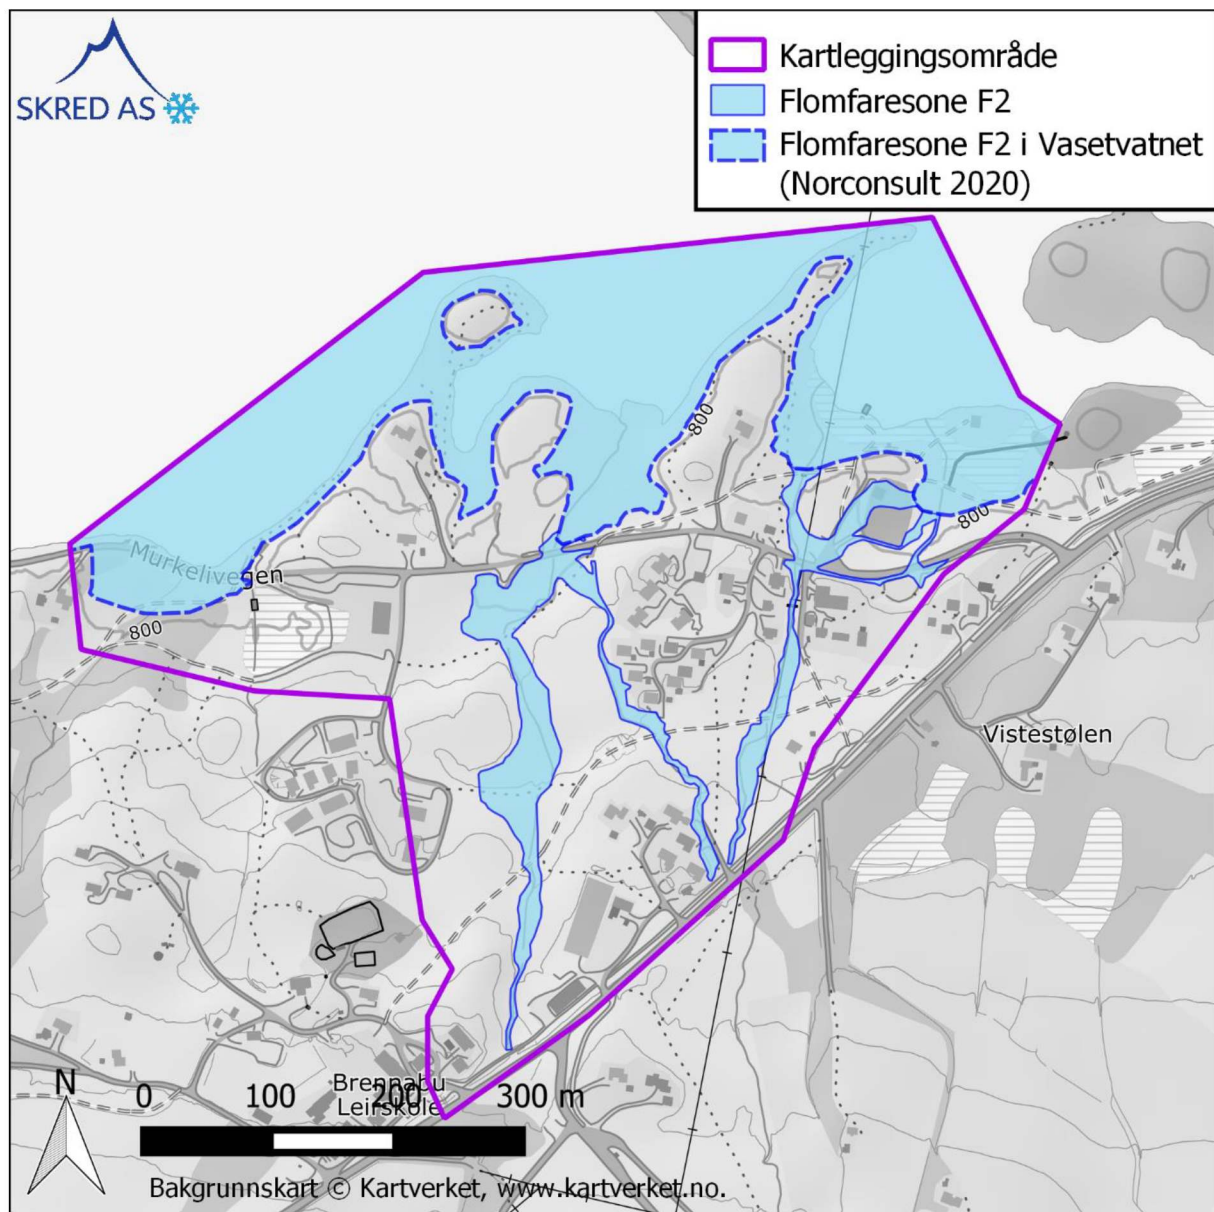 SKRED AS
Kartleggingsområde
Flomfaresone F2
Flomfaresone F2 i Vasetvatnet
(Norconsult 2020)
800
Murkelivegen
800
800
Vistestølen
Brennabu
Leirskole
N
0 100 200 300 m
Bakgrunnskart © Kartverket, www.kartverket.no.